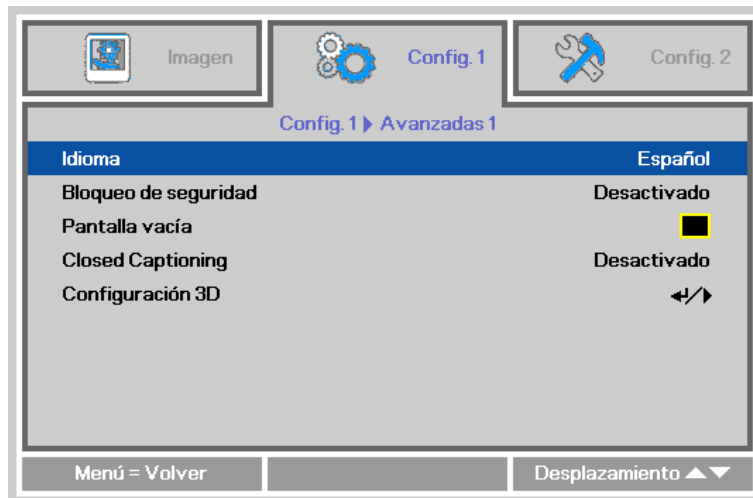 Imagen
Config. 1
Config. 2
Config. 1 ▶ Avanzadas 1
Idioma Español
Bloqueo de seguridad Desactivado
Pantalla vacía
Closed Captioning Desactivado
Configuración 3D ↵/▶
Menú = Volver
Desplazamiento ▲▼